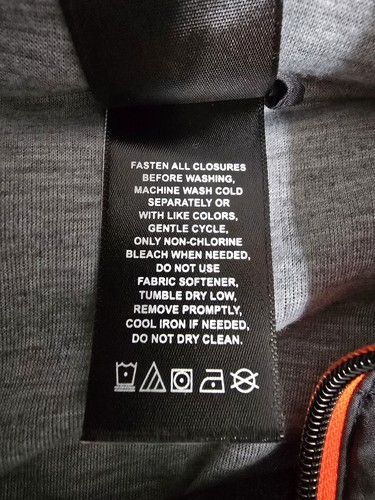 FASTEN ALL CLOSURES
BEFORE WASHING,
MACHINE WASH COLD
SEPARATELY OR
WITH LIKE COLORS,
GENTLE CYCLE,
ONLY NON-CHLORINE
BLEACH WHEN NEEDED,
DO NOT USE
FABRIC SOFTENER,
TUMBLE DRY LOW,
REMOVE PROMPTLY,
COOL IRON IF NEEDED,
DO NOT DRY CLEAN.